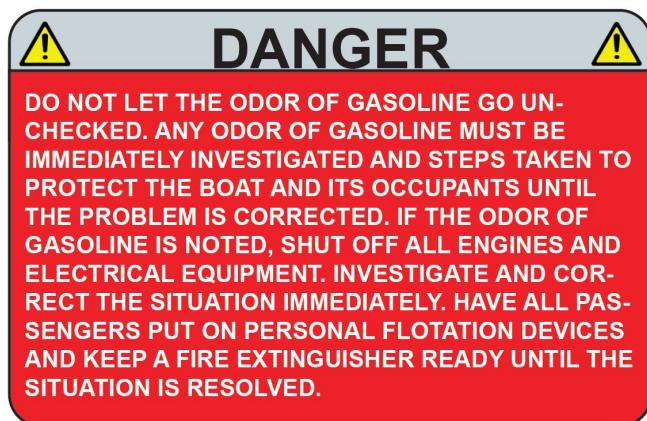 DANGER
DO NOT LET THE ODOR OF GASOLINE GO UN-
CHECKED. ANY ODOR OF GASOLINE MUST BE
IMMEDIATELY INVESTIGATED AND STEPS TAKEN TO
PROTECT THE BOAT AND ITS OCCUPANTS UNTIL
THE PROBLEM IS CORRECTED. IF THE ODOR OF
GASOLINE IS NOTED, SHUT OFF ALL ENGINES AND
ELECTRICAL EQUIPMENT. INVESTIGATE AND COR-
RECT THE SITUATION IMMEDIATELY. HAVE ALL PAS-
SENGERS PUT ON PERSONAL FLOTATION DEVICES
AND KEEP A FIRE EXTINGUISHER READY UNTIL THE
SITUATION IS RESOLVED.